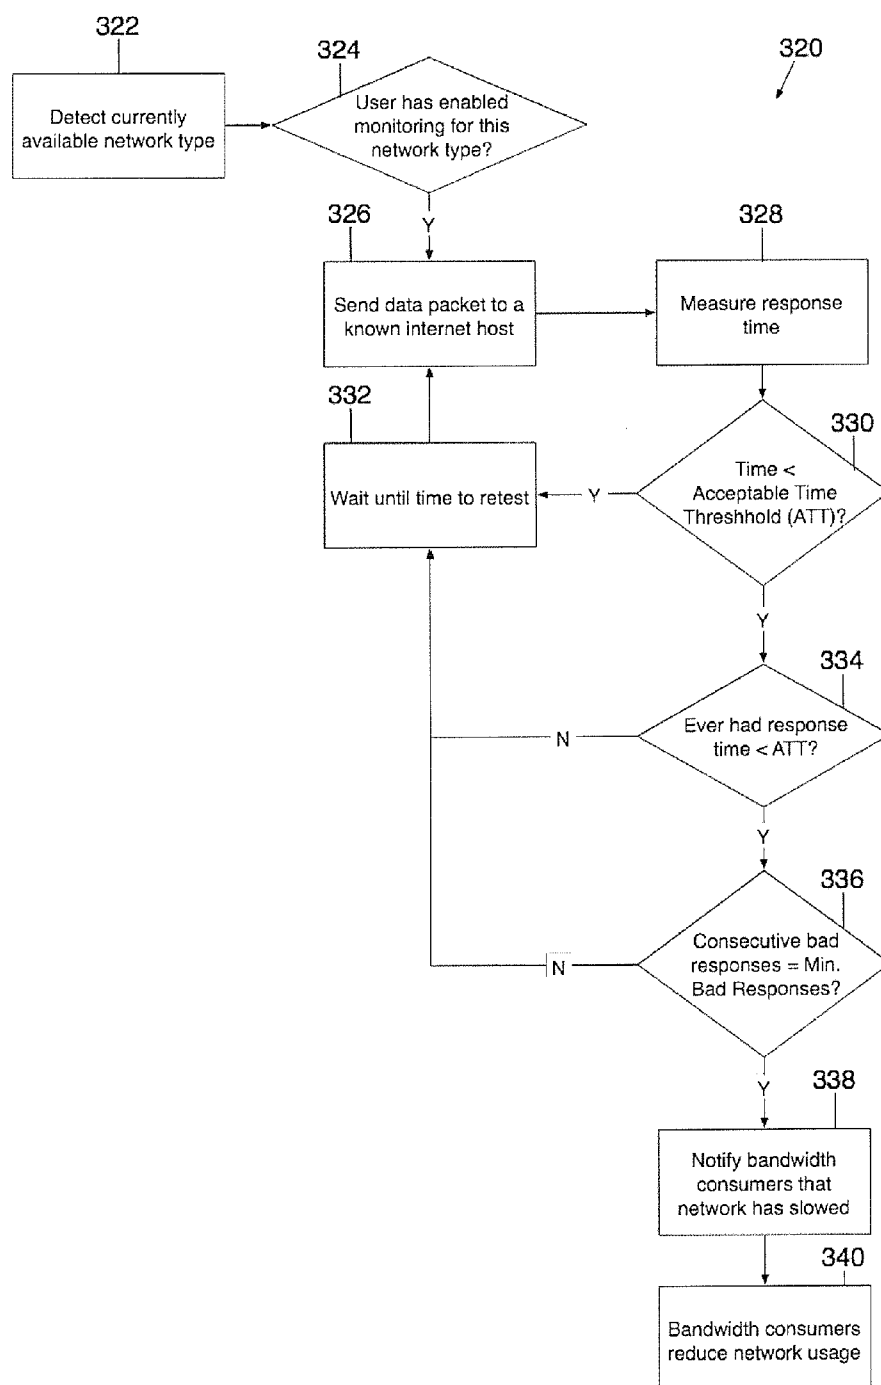 322
324
320
Detect currently
available network type
User has enabled
monitoring for this
network type?
Y
326
328
Send data packet to a
known internet host
Measure response
time
332
330
Wait until time to retest
Y
Time <
Acceptable Time
Threshhold (ATT)?
Y
334
N
Ever had response
time < ATT?
Y
336
N
Consecutive bad
responses = Min.
Bad Responses?
Y
338
Notify bandwidth
consumers that
network has slowed
340
Bandwidth consumers
reduce network usage